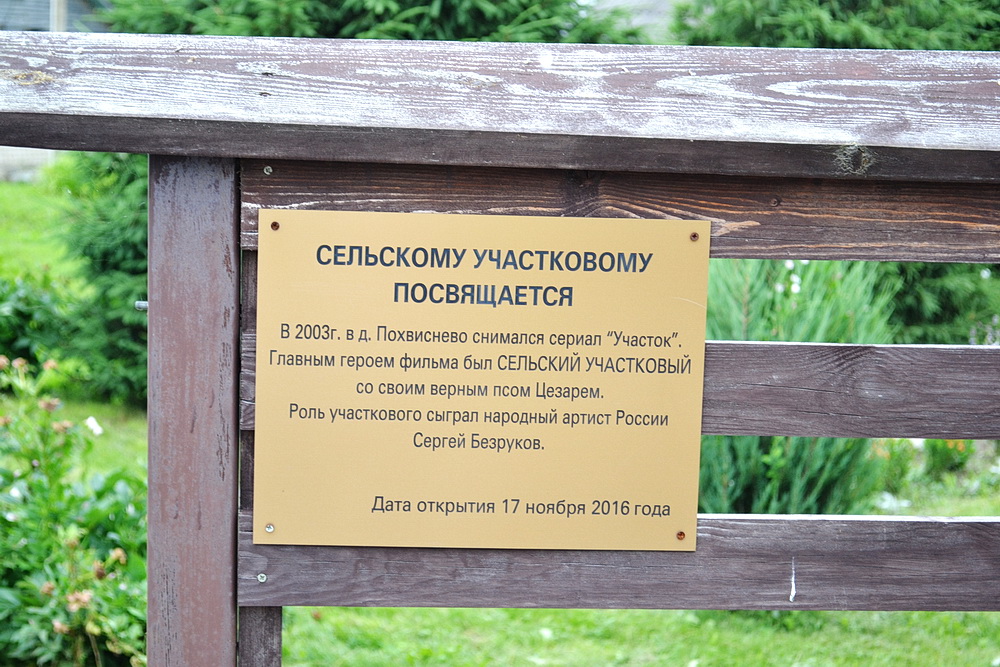 СЕЛЬСКОМУ УЧАСТКОВОМУ
ПОСВЯЩАЕТСЯ
В 2003г. в д. Похвиснево снимался сериал "Участок".
Главным героем фильма был СЕЛЬСКИЙ УЧАСТКОВЫЙ
со своим верным псом Цезарем.
Роль участкового сыграл народный артист России
Сергей Безруков.
Дата открытия 17 ноября 2016 года